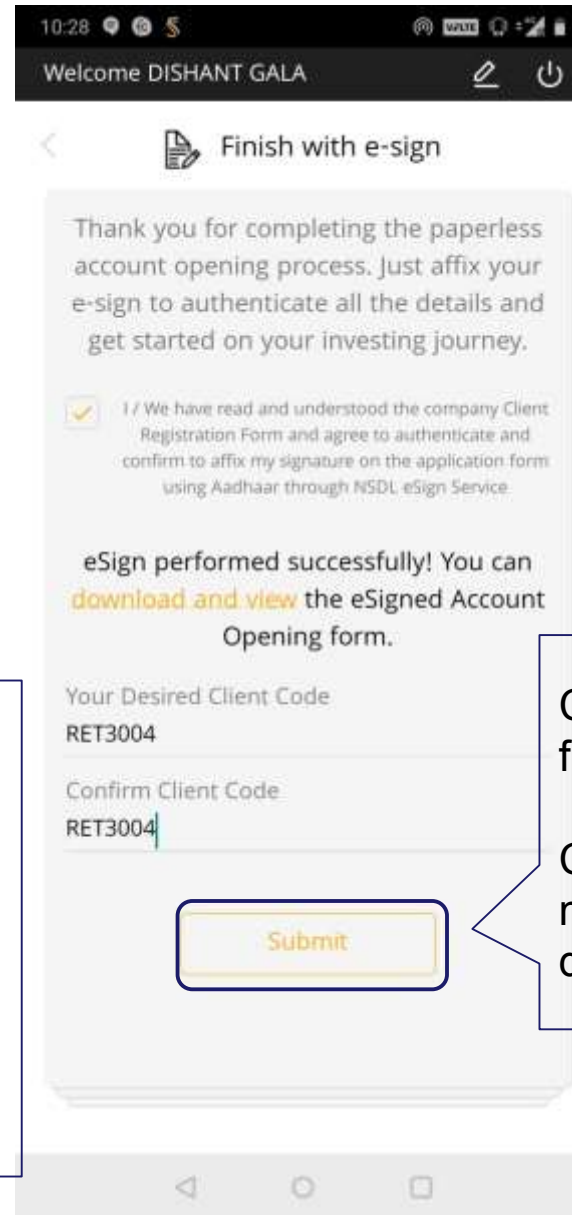 10:28
VoLTE
Welcome DISHANT GALA
Finish with e-sign
Thank you for completing the paperless
account opening process. Just affix your
e-sign to authenticate all the details and
get started on your investing journey.
I / We have read and understood the company Client
Registration Form and agree to authenticate and
confirm to affix my signature on the application form
using Aadhaar through NSDL eSign Service
eSign performed successfully! You can
download and view the eSigned Account
Opening form.
Your Desired Client Code
RET3004
Confirm Client Code
RET3004
Submit